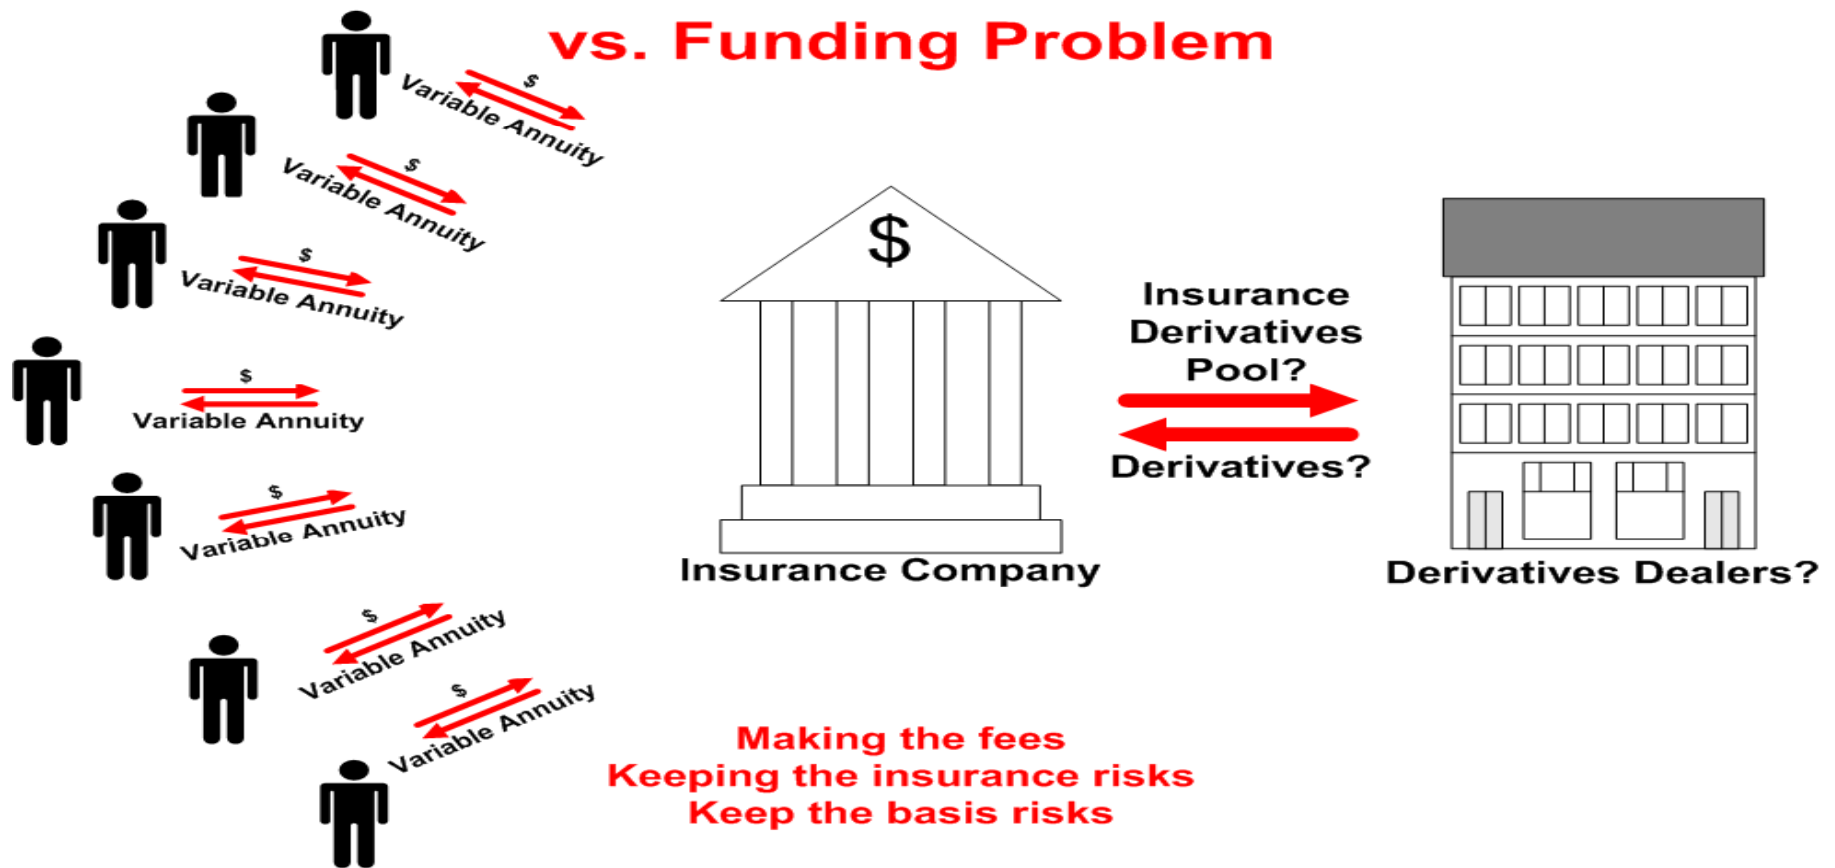 vs. Funding Problem
$
Variable Annuity
$
Variable Annuity
$
Variable Annuity
$
Variable Annuity
$
Variable Annuity
$
Variable Annuity
$
Variable Annuity
$
Insurance Company
Insurance
Derivatives
Pool?
Derivatives?
Derivatives Dealers?
Making the fees
Keeping the insurance risks
Keep the basis risks